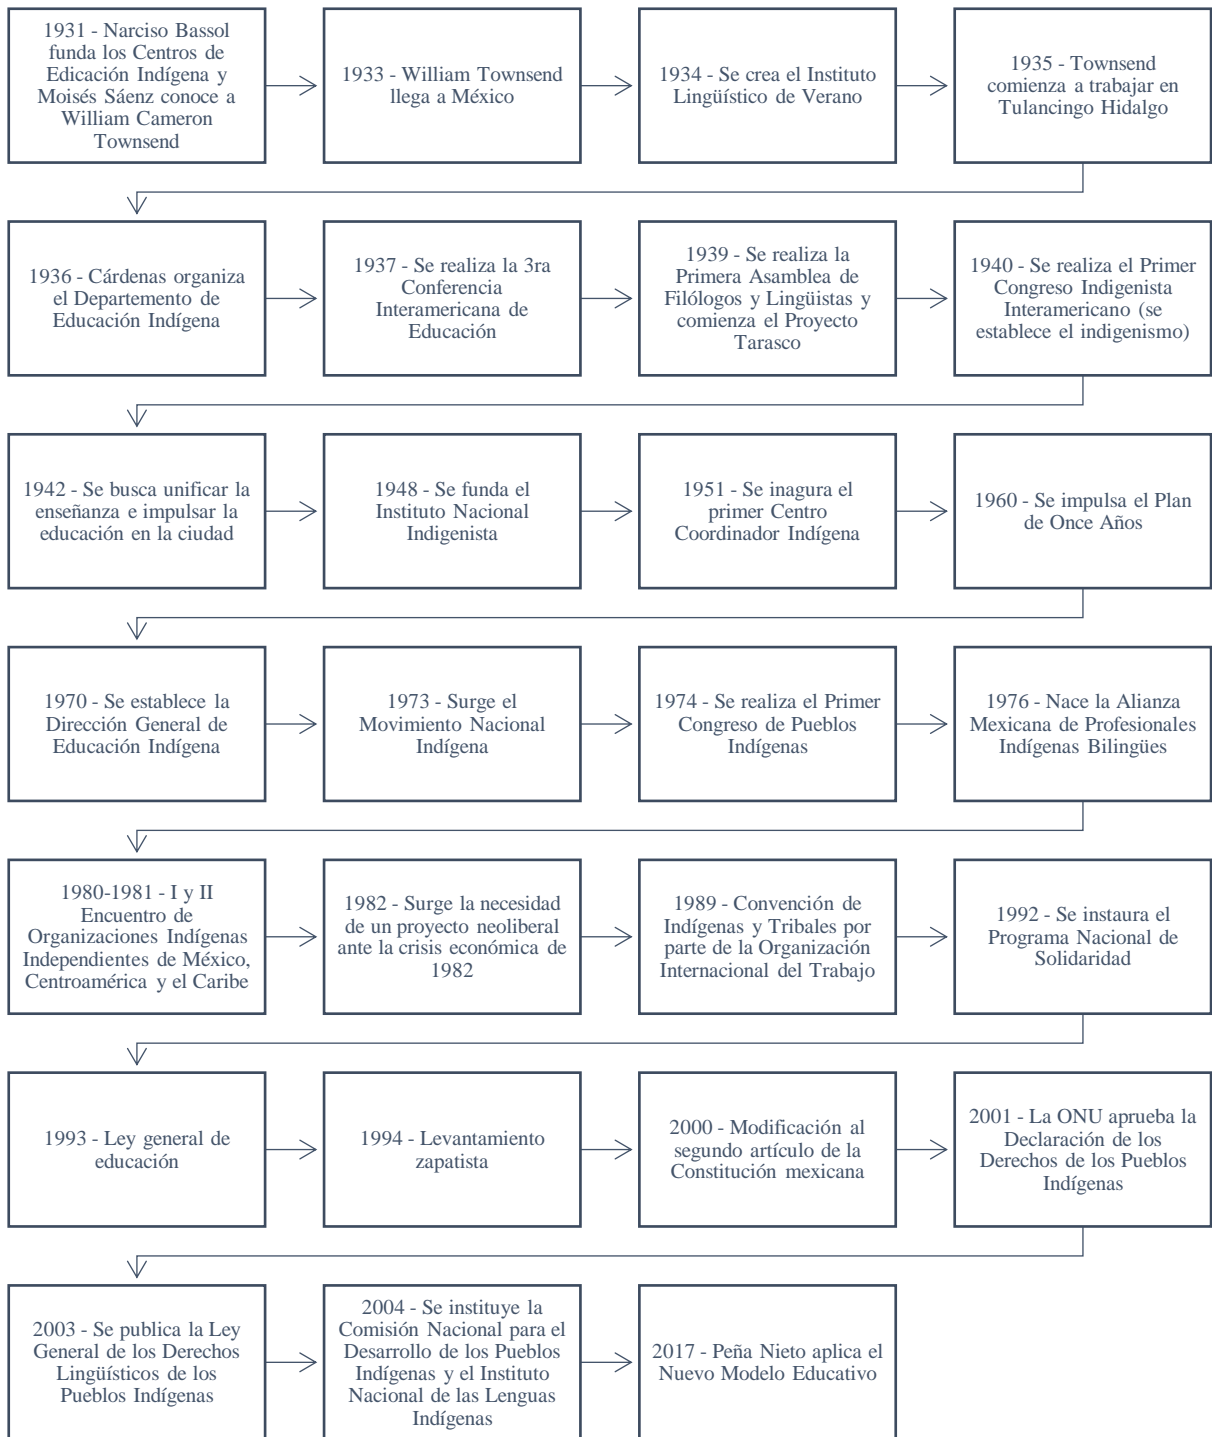 1931 - Narciso Bassol
funda los Centros de
Edicación Indígena y
Moisés Sáenz conoce a
William Cameron
Townsend
1933 - William Townsend
llega a México
1934 - Se crea el Instituto
Lingüístico de Verano
1935 - Townsend
comienza a trabajar en
Tulancingo Hidalgo
1936 - Cárdenas organiza
el Departemento de
Educación Indígena
1937 - Se realiza la 3ra
Conferencia
Interamericana de
Educación
1939 - Se realiza la
Primera Asamblea de
Filólogos y Lingüistas y
comienza el Proyecto
Tarasco
1940 - Se realiza el Primer
Congreso Indigenista
Interamericano (se
establece el indigenismo)
1942 - Se busca unificar la
enseñanza e impulsar la
educación en la ciudad
1948 - Se funda el
Instituto Nacional
Indigenista
1951 - Se inagura el
primer Centro
Coordinador Indígena
1960 - Se impulsa el Plan
de Once Años
1970 - Se establece la
Dirección General de
Educación Indígena
1973 - Surge el
Movimiento Nacional
Indígena
1974 - Se realiza el Primer
Congreso de Pueblos
Indígenas
1976 - Nace la Alianza
Mexicana de Profesionales
Indígenas Bilingües
1980-1981 - I y II
Encuentro de
Organizaciones Indígenas
Independientes de México,
Centroamérica y el Caribe
1982 - Surge la necesidad
de un proyecto neoliberal
ante la crisis económica de
1982
1989 - Convención de
Indígenas y Tribales por
parte de la Organización
Internacional del Trabajo
1992 - Se instaura el
Programa Nacional de
Solidaridad
1993 - Ley general de
educación
1994 - Levantamiento
zapatista
2000 - Modificación al
segundo artículo de la
Constitución mexicana
2001 - La ONU aprueba la
Declaración de los
Derechos de los Pueblos
Indígenas
2003 - Se publica la Ley
General de los Derechos
Lingüísticos de los
Pueblos Indígenas
2004 - Se instituye la
Comisión Nacional para el
Desarrollo de los Pueblos
Indígenas y el Instituto
Nacional de las Lenguas
Indígenas
2017 - Peña Nieto aplica el
Nuevo Modelo Educativo